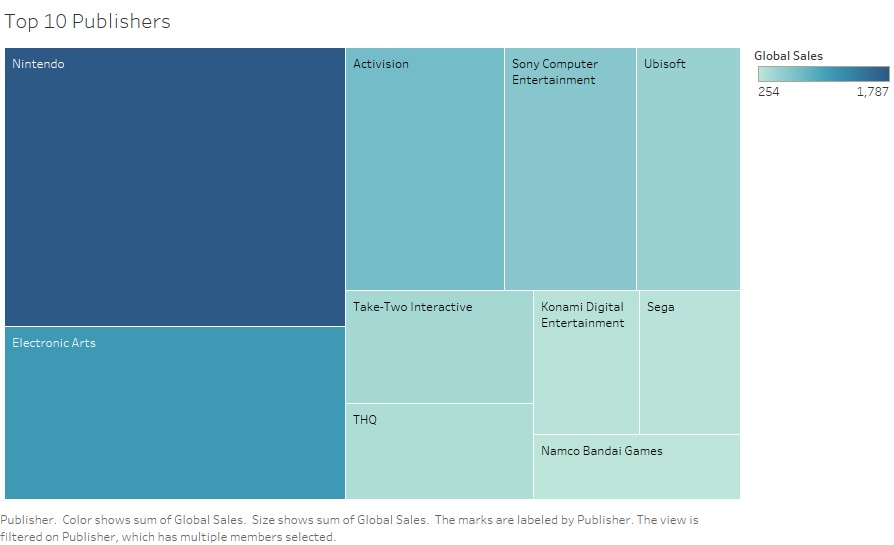 Top 10 Publishers
Nintendo
Activision
Sony Computer
Entertainment
Ubisoft
Global Sales
254
1,787
Take-Two Interactive
Konami Digital
Entertainment
Sega
Electronic Arts
THQ
Namco Bandai Games
Publisher.  Color shows sum of Global Sales.  Size shows sum of Global Sales.  The marks are labeled by Publisher. The view is
filtered on Publisher, which has multiple members selected.